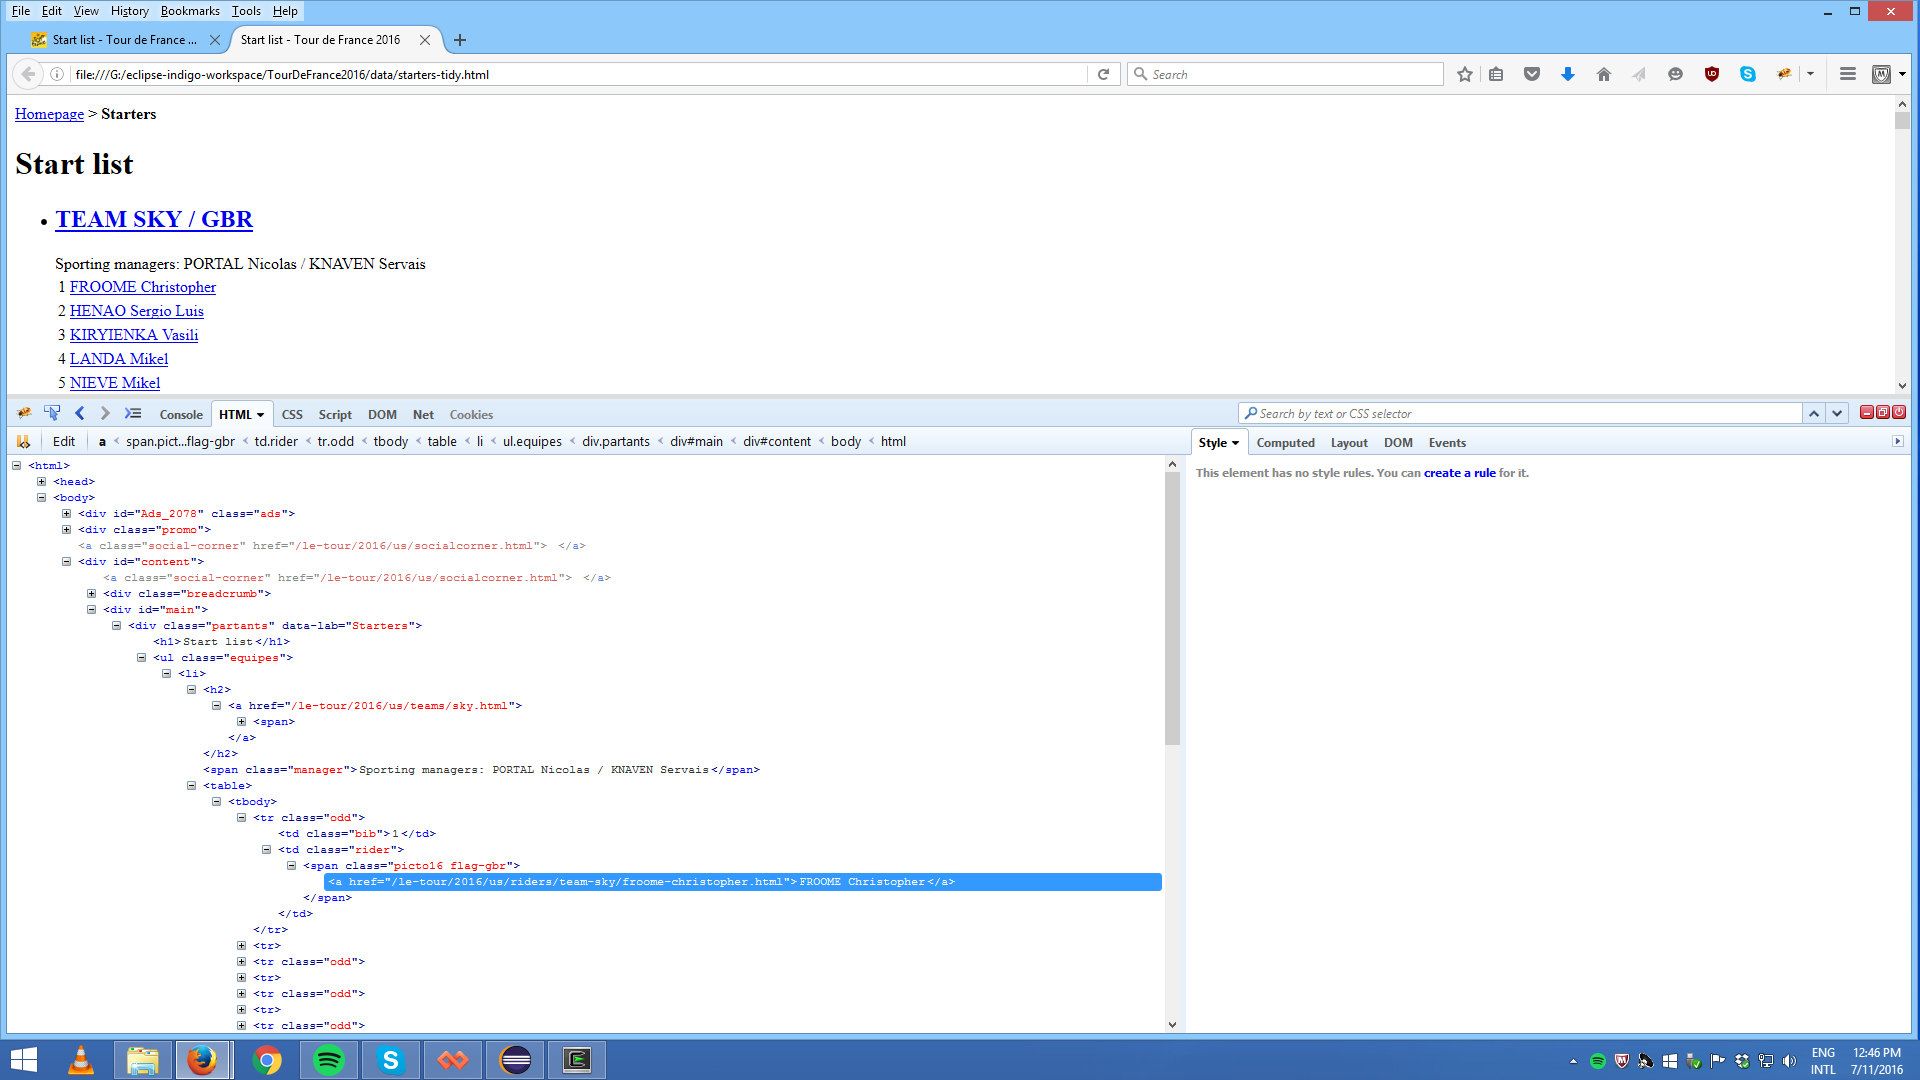 File Edit View History Bookmarks Tools Help
Start list - Tour de France ...
Start list - Tour de France 2016
file:///G:/eclipse-indigo-workspace/TourDeFrance2016/data/starters-tidy.html
Search
Homepage > Starters
Start list
TEAM SKY / GBR
Sporting managers: PORTAL Nicolas / KNAVEN Servais
1 FROOME Christopher
2 HENAO Sergio Luis
3 KIRYIENKA Vasili
4 LANDA Mikel
5 NIEVE Mikel
Console HTML CSS Script DOM Net Cookies
Search by text or CSS selector
Edit a < span.pict...flag-gbr < td.rider < tr.odd < tbody < table < li < ul.equipes < div.partants < div#main < div#content < body < html
Style Computed Layout DOM Events
This element has no style rules. You can create a rule for it.
<html>
<head>
<body>
<div id="Ads_2078" class="ads">
<div class="promo">
<a class="social-corner" href="/le-tour/2016/us/socialcorner.html"> </a>
<div id="content">
<a class="social-corner" href="/le-tour/2016/us/socialcorner.html"> </a>
<div class="breadcrumb">
<div id="main">
<div class="partants" data-lab="Starters">
<h1>Start list</h1>
<ul class="equipes">
<li>
<h2>
<a href="/le-tour/2016/us/teams/sky.html">
<span>
</a>
</h2>
<span class="manager">Sporting managers: PORTAL Nicolas / KNAVEN Servais</span>
<table>
<tbody>
<tr class="odd">
<td class="bib">1</td>
<td class="rider">
<span class="picto16 flag-gbr">
<a href="/le-tour/2016/us/riders/team-sky/froome-christopher.html">FROOME Christopher</a>
</span>
</td>
</tr>
<tr>
<tr class="odd">
<tr>
<tr class="odd">
<tr>
<tr class="odd">
ENG 12:46 PM
INTL 7/11/2016